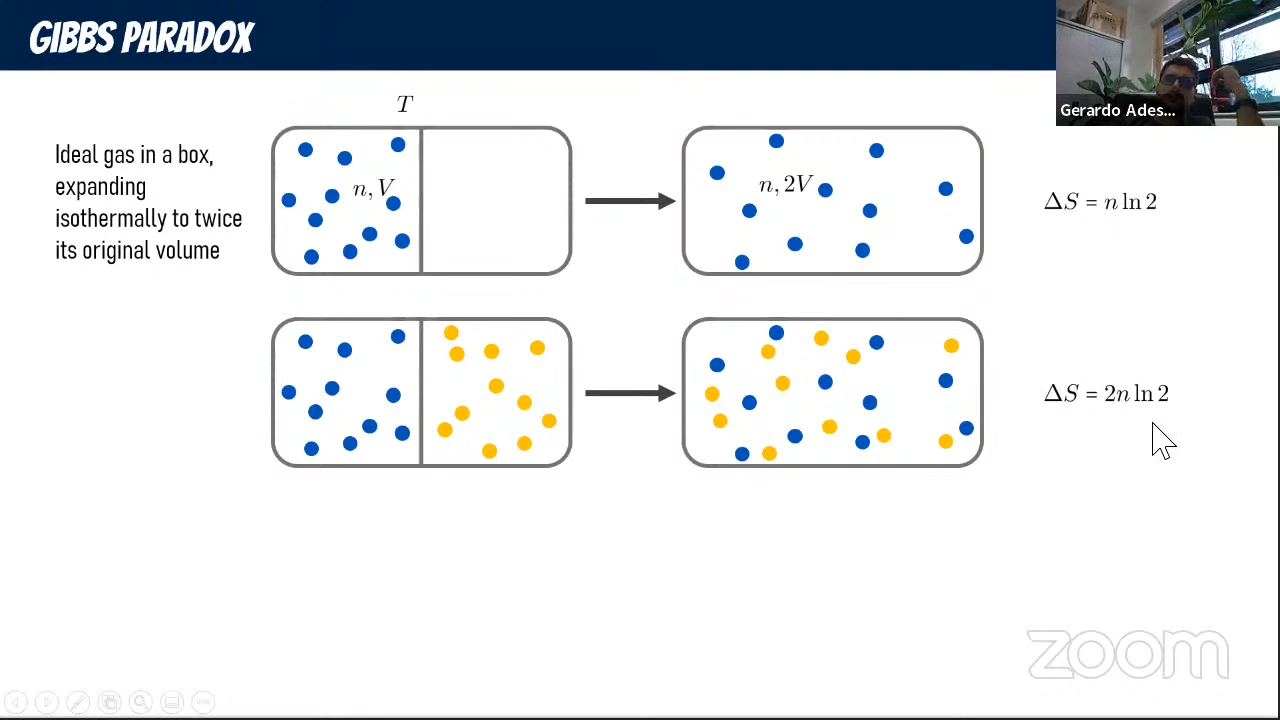 GIBBS PARADOX
Gerardo Ades...
T
Ideal gas in a box,
expanding
isothermally to twice
its original volume
n, V
n, 2V
ΔS = n ln 2
ΔS = 2n ln 2
zoom